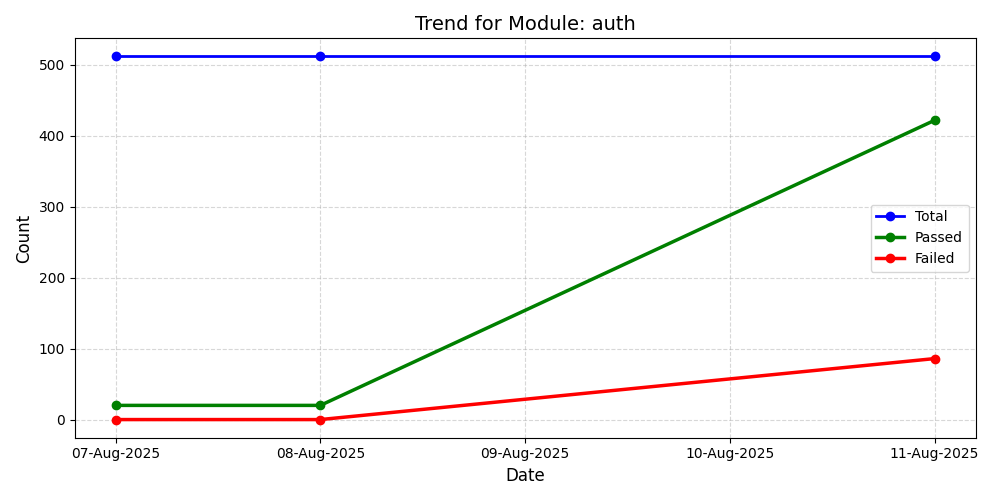 Trend for Module: auth
500
400
300
200
100
0
Count
Total
Passed
Failed
07-Aug-2025
08-Aug-2025
09-Aug-2025
10-Aug-2025
11-Aug-2025
Date